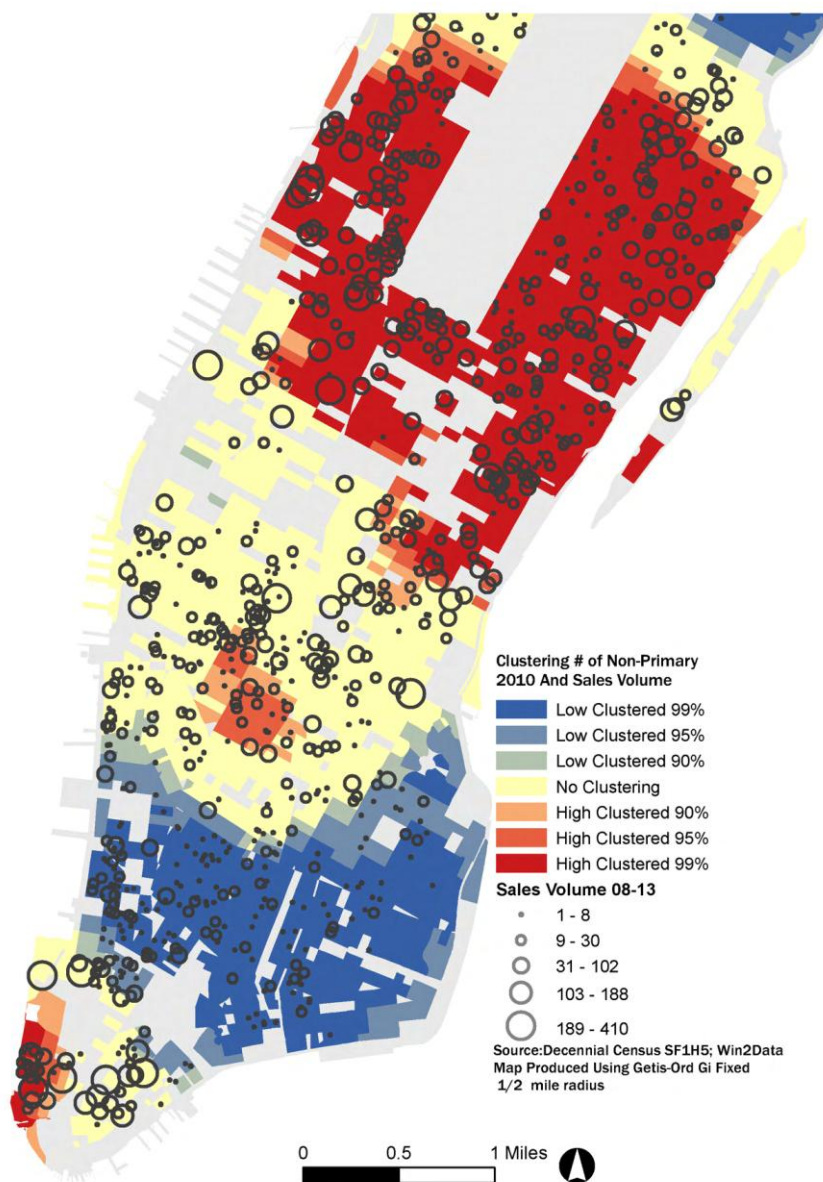 Clustering # of Non-Primary
2010 And Sales Volume
Low Clustered 99%
Low Clustered 95%
Low Clustered 90%
No Clustering
High Clustered 90%
High Clustered 95%
High Clustered 99%
Sales Volume 08-13
1 - 8
9 - 30
31 - 102
103 - 188
189 - 410
Source:Decennial Census SF1H5; Win2Data
Map Produced Using Getis-Ord Gi Fixed
1/2 mile radius
0 0.5 1 Miles